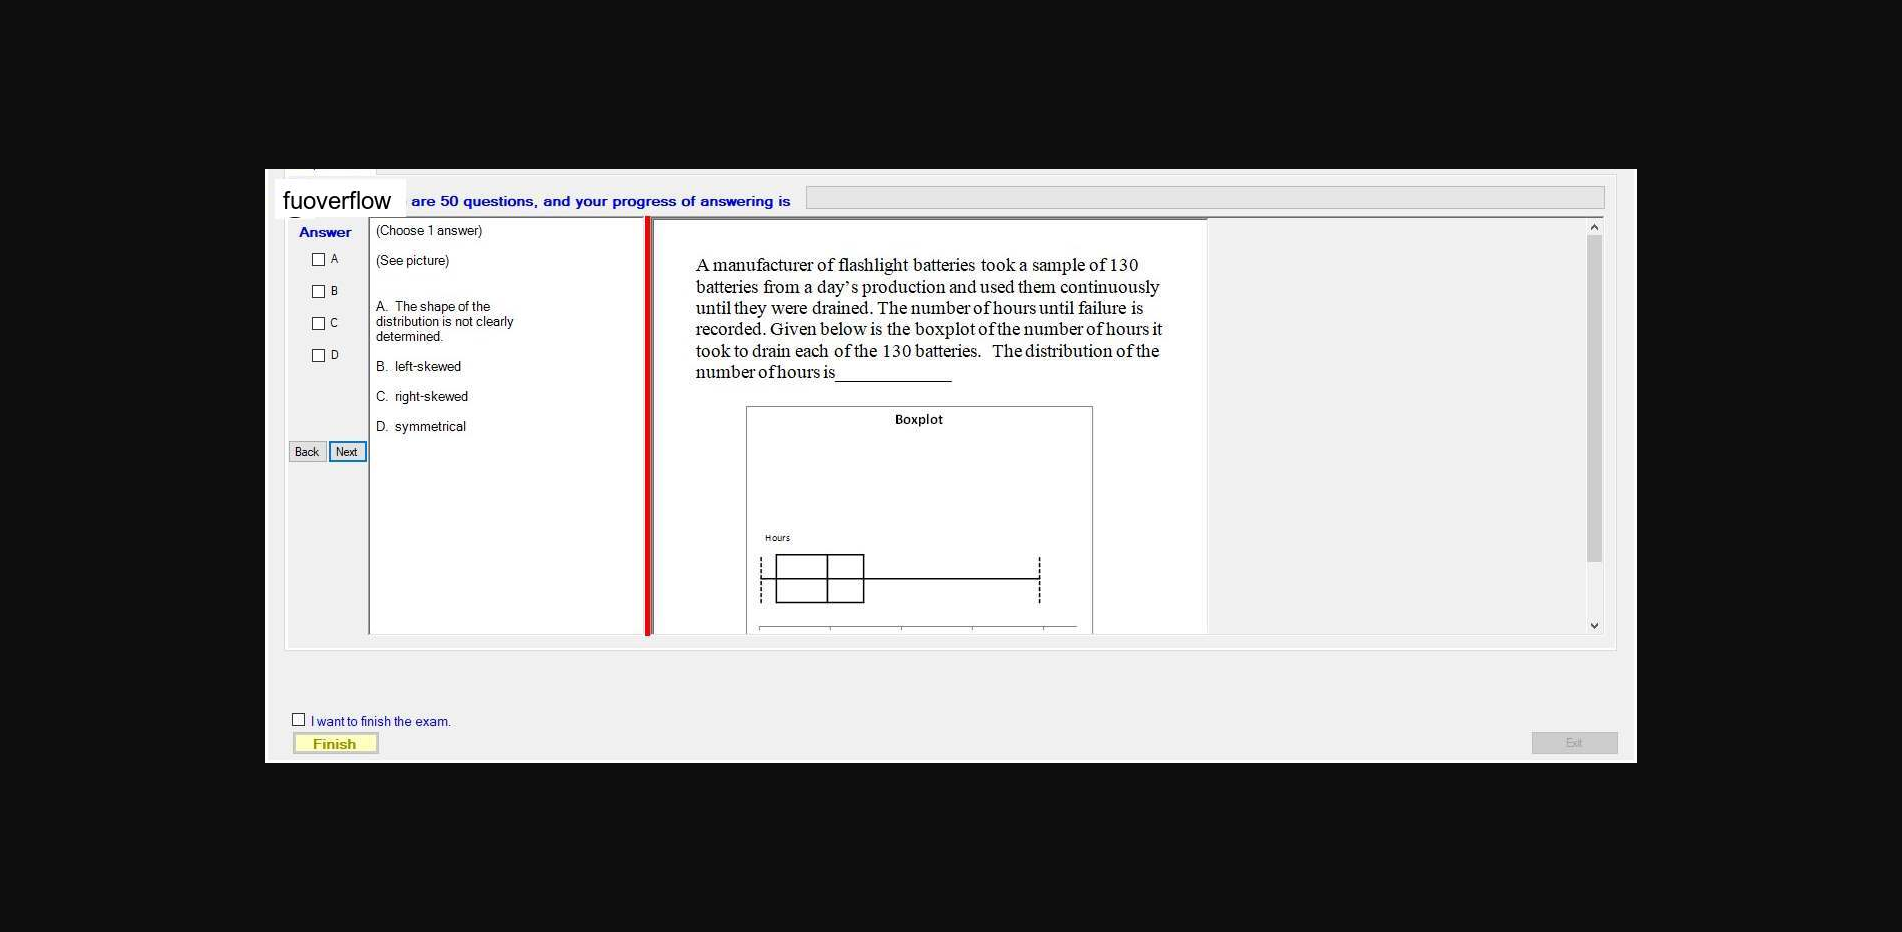 fuoverflow are 50 questions, and your progress of answering is
Answer
A
B
C
D
Back Next
(Choose 1 answer)
(See picture)
A. The shape of the
distribution is not clearly
determined.
B. left-skewed
C. right-skewed
D. symmetrical
A manufacturer of flashlight batteries took a sample of 130
batteries from a day's production and used them continuously
until they were drained. The number of hours until failure is
recorded. Given below is the boxplot of the number of hours it
took to drain each of the 130 batteries. The distribution of the
number of hours is____________
Boxplot
Hours
I want to finish the exam.
Finish
Exit